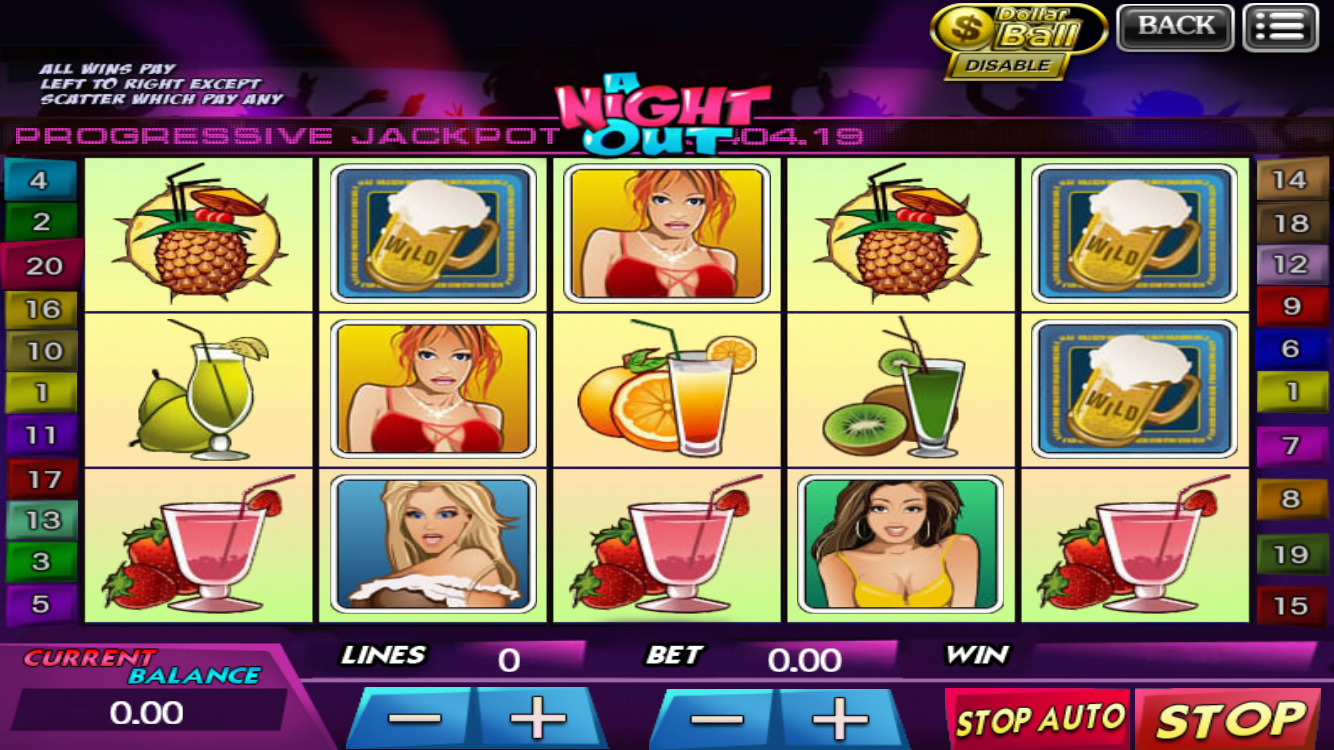 Dollar
Ball
DISABLE
BACK
ALL WINS PAY
LEFT TO RIGHT EXCEPT
SCATTER WHICH PAY ANY
A
NIGHT
OUT
PROGRESSIVE JACKPOT
404.19
4
2
20
16
10
1
11
17
13
3
5
WILD
WILD
WILD
14
18
12
9
6
1
7
8
19
15
CURRENT
BALANCE
0.00
LINES 0
BET 0.00
WIN
STOP AUTO
STOP